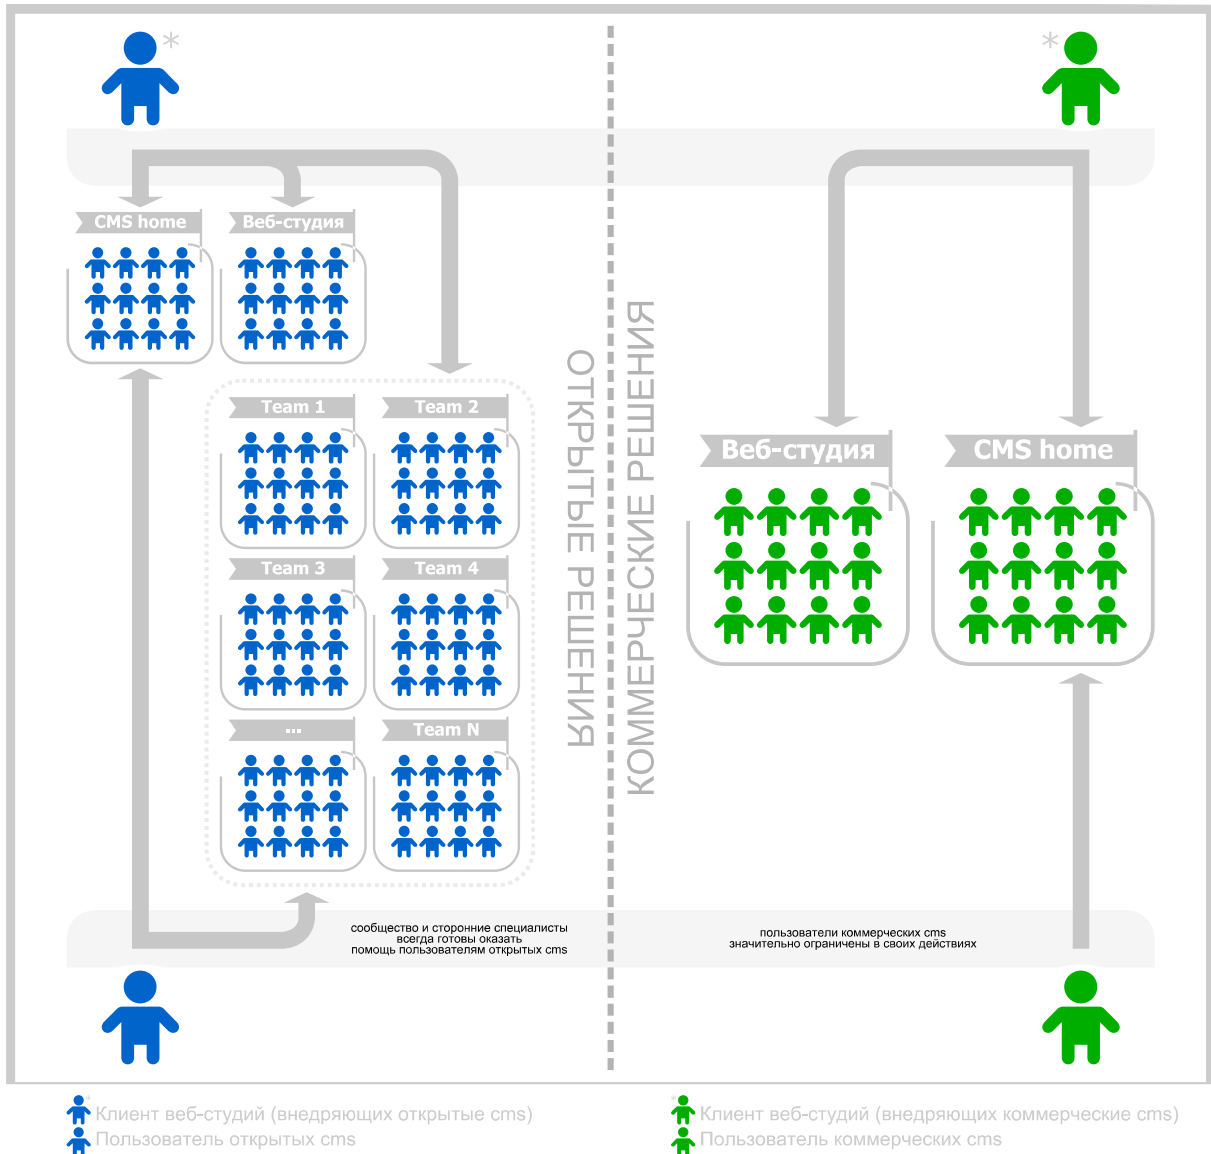 *
*
CMS home
Веб-студия
ОТКРЫТЫЕ РЕШЕНИЯ
КОММЕРЧЕСКИЕ РЕШЕНИЯ
Team 1
Team 2
Веб-студия
CMS home
Team 3
Team 4
...
Team N
сообщество и сторонние специалисты
всегда готовы оказать
помощь пользователям открытых cms
пользователи коммерческих cms
значительно ограничены в своих действиях
* Клиент веб-студий (внедряющих открытые cms)
Пользователь открытых cms
* Клиент веб-студий (внедряющих коммерческие cms)
Пользователь коммерческих cms